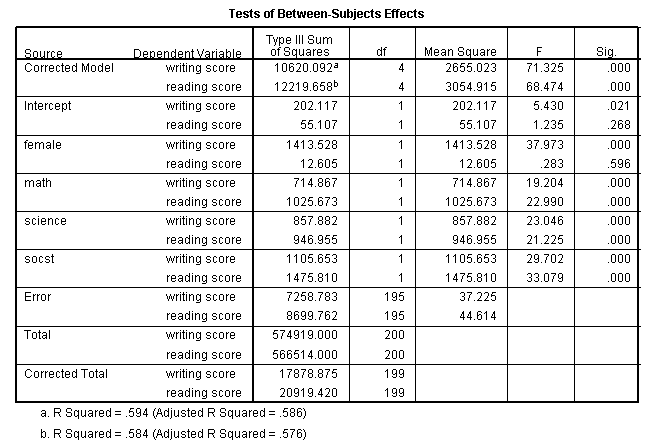 Tests of Between-Subjects Effects
Source Dependent Variable Type III Sum of Squares df Mean Square F Sig.
Corrected Model writing score 10620.092a 4 2655.023 71.325 .000
reading score 12219.658b 4 3054.915 68.474 .000
Intercept writing score 202.117 1 202.117 5.430 .021
reading score 55.107 1 55.107 1.235 .268
female writing score 1413.528 1 1413.528 37.973 .000
reading score 12.605 1 12.605 .283 .596
math writing score 714.867 1 714.867 19.204 .000
reading score 1025.673 1 1025.673 22.990 .000
science writing score 857.882 1 857.882 23.046 .000
reading score 946.955 1 946.955 21.225 .000
socst writing score 1105.653 1 1105.653 29.702 .000
reading score 1475.810 1 1475.810 33.079 .000
Error writing score 7258.783 195 37.225
reading score 8699.762 195 44.614
Total writing score 574919.000 200
reading score 566514.000 200
Corrected Total writing score 17878.875 199
reading score 20919.420 199
a. R Squared = .594 (Adjusted R Squared = .586)
b. R Squared = .584 (Adjusted R Squared = .576)